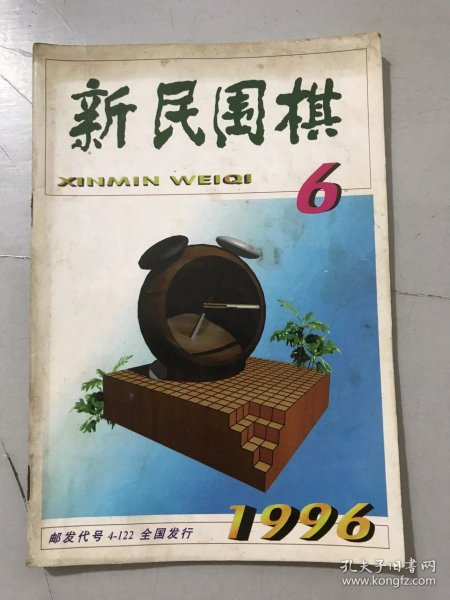 新民围棋
XINMIN WEIQI
6
邮发代号 4-122 全国发行
1996
孔夫子旧书网
www.kongfz.com